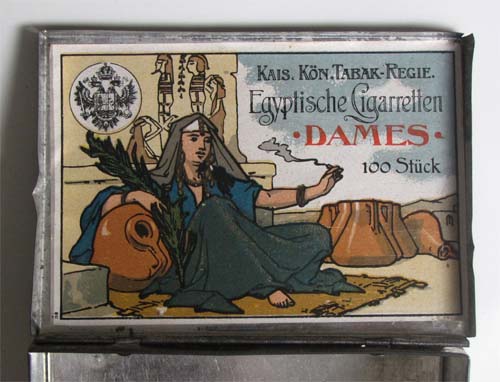 KAIS. KÖN. TABAK-REGIE.
Egyptische Cigarretten
• DAMES •
100 Stück